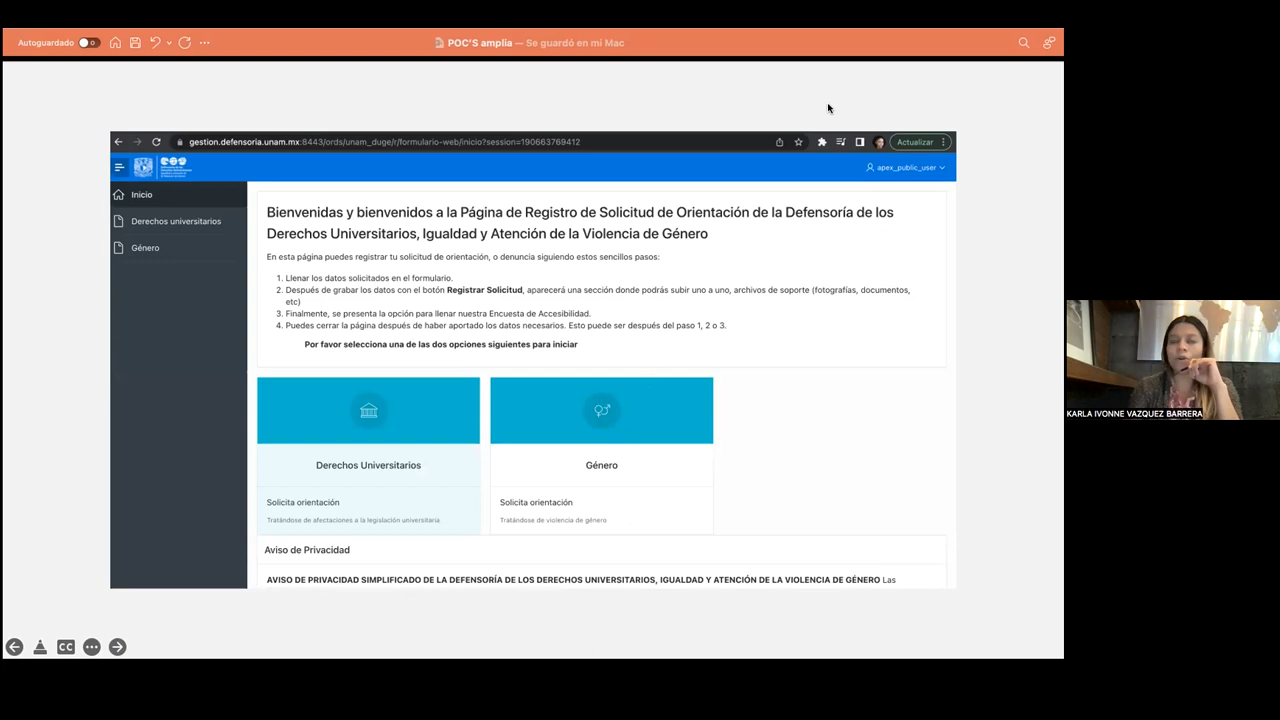 Autoguardado
POC'S amplia — Se guardó en mi Mac
gestion.defensoria.unam.mx:8443/ords/unam_duge/r/formulario-web/inicio?session=190663769412
Actualizar
apex_public_user
Inicio
Derechos universitarios
Género
Bienvenidas y bienvenidos a la Página de Registro de Solicitud de Orientación de la Defensoría de los
Derechos Universitarios, Igualdad y Atención de la Violencia de Género
En esta página puedes registrar tu solicitud de orientación, o denuncia siguiendo estos sencillos pasos:
1. Llenar los datos solicitados en el formulario.
2. Después de grabar los datos con el botón Registrar Solicitud, aparecerá una sección donde podrás subir uno a uno, archivos de soporte (fotografías, documentos,
etc)
3. Finalmente, se presenta la opción para llenar nuestra Encuesta de Accesibilidad.
4. Puedes cerrar la página después de haber aportado los datos necesarios. Esto puede ser después del paso 1, 2 o 3.
Por favor selecciona una de las dos opciones siguientes para iniciar
Derechos Universitarios
Género
Solicita orientación
Solicita orientación
Tratándose de afectaciones a la legislación universitaria
Tratándose de violencia de género
Aviso de Privacidad
AVISO DE PRIVACIDAD SIMPLIFICADO DE LA DEFENSORÍA DE LOS DERECHOS UNIVERSITARIOS, IGUALDAD Y ATENCIÓN DE LA VIOLENCIA DE GÉNERO Las
CC
KARLA IVONNE VAZQUEZ BARRERA